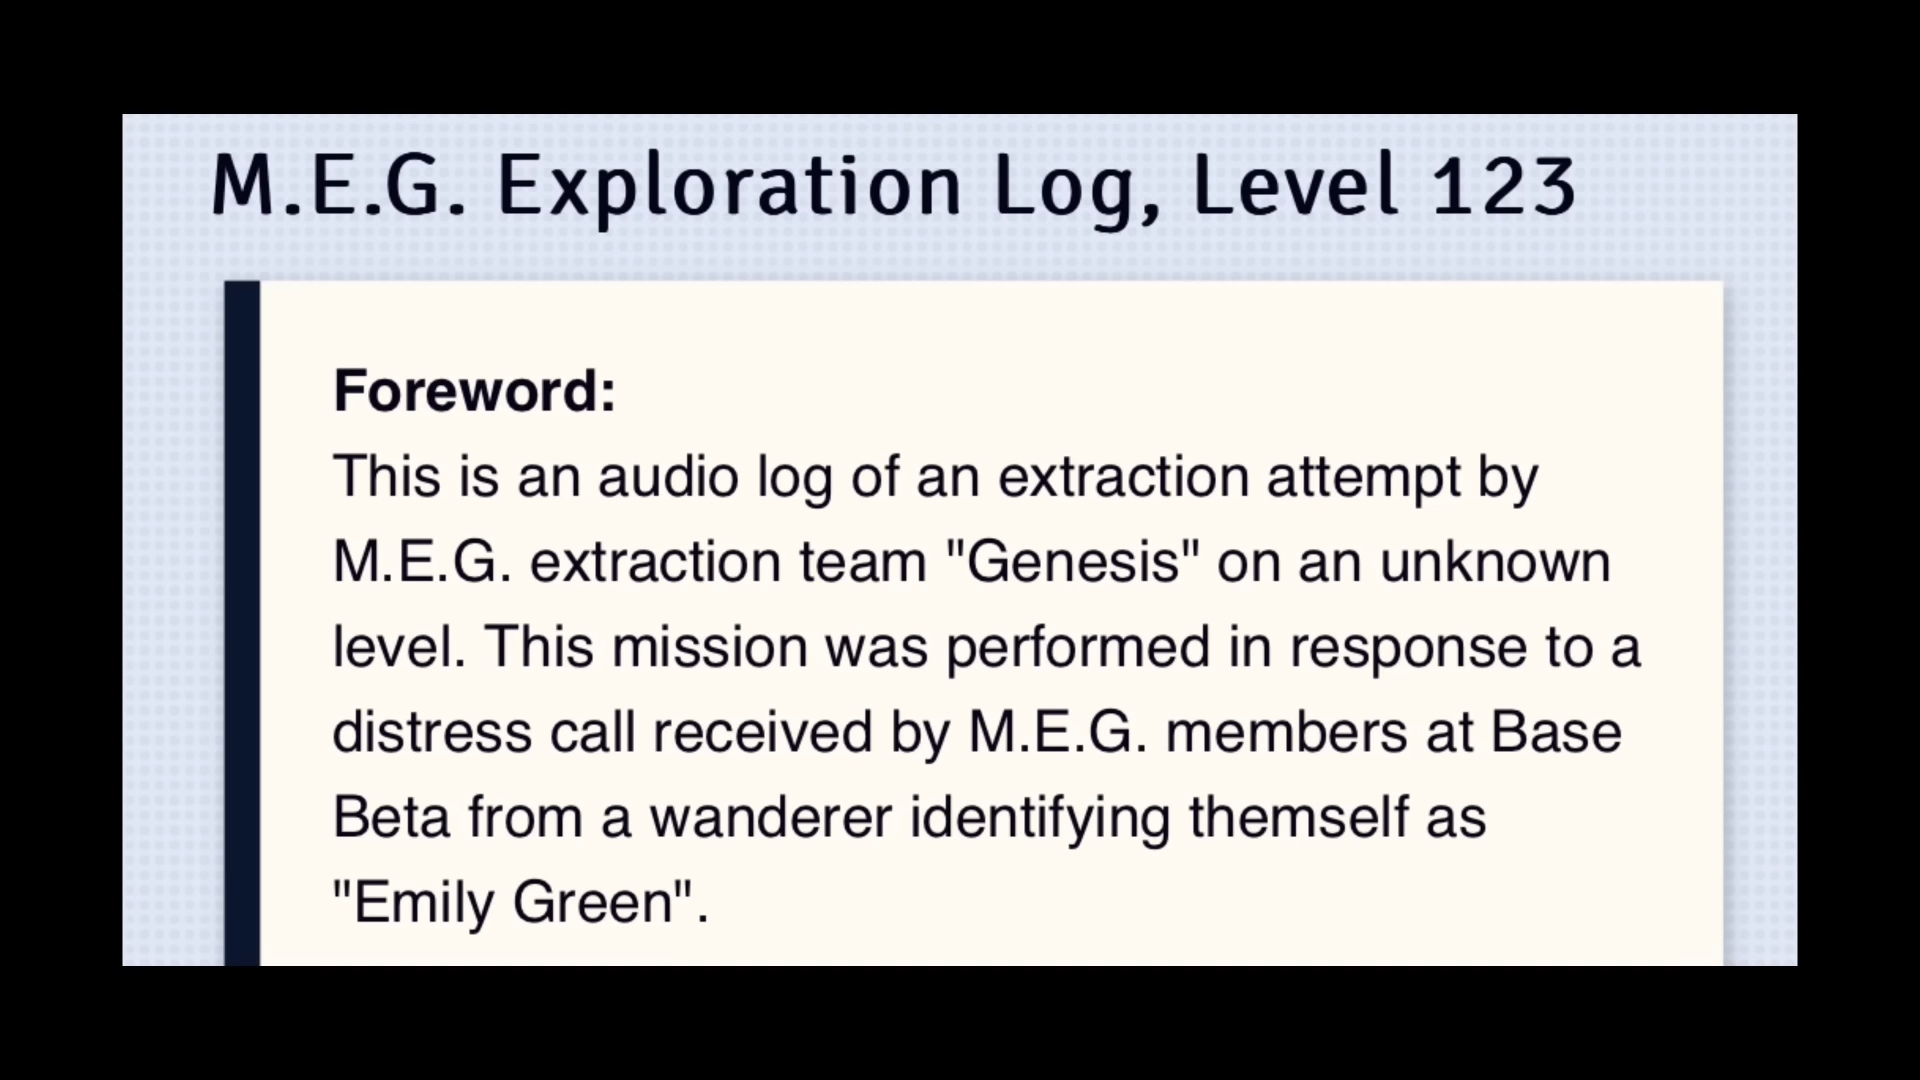 M.E.G. Exploration Log, Level 123
Foreword:
This is an audio log of an extraction attempt by
M.E.G. extraction team "Genesis" on an unknown
level. This mission was performed in response to a
distress call received by M.E.G. members at Base
Beta from a wanderer identifying themself as
"Emily Green".